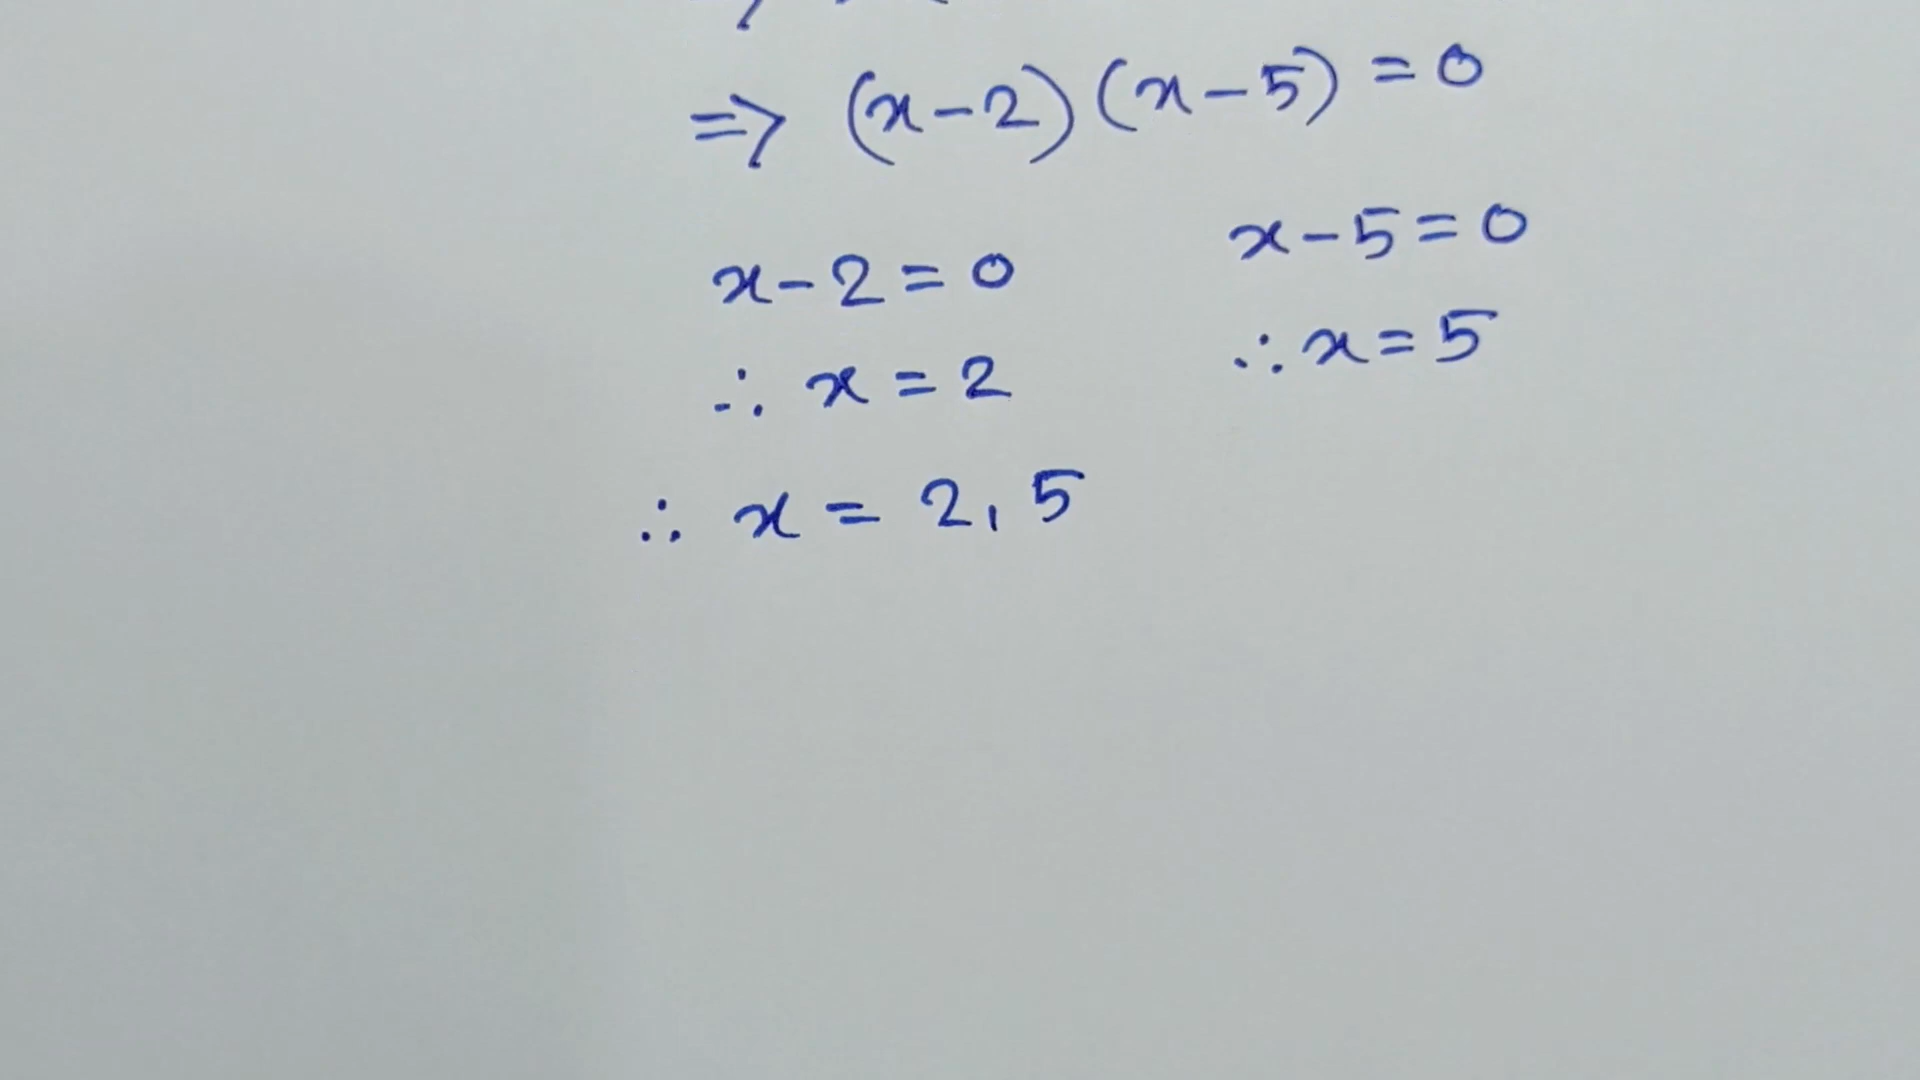 => (x-2) (x-5) = 0
x-2=0
x-5=0
∴ x = 2
∴ x = 5
∴ x = 2, 5